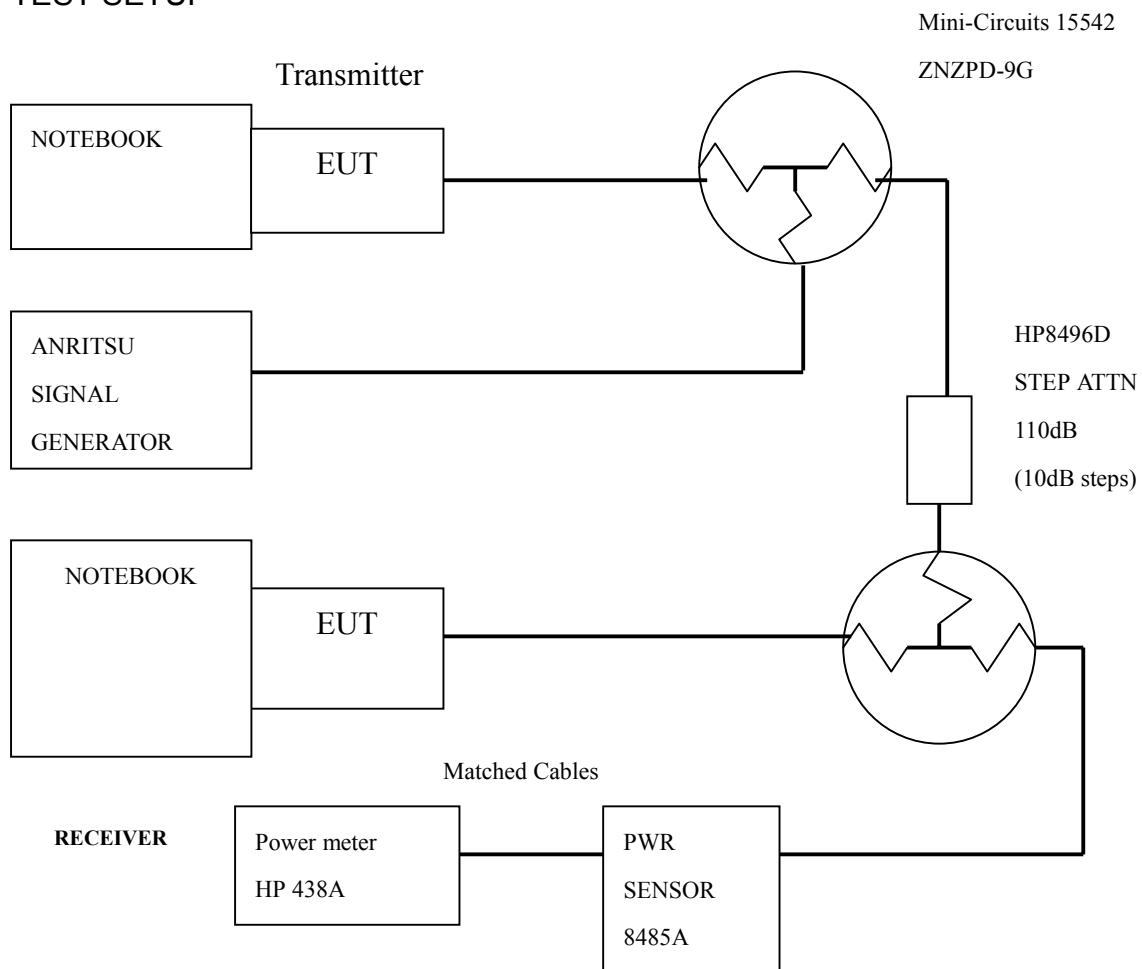 TEST SETUP
Mini-Circuits 15542
ZNZPD-9G
Transmitter
NOTEBOOK
EUT
ANRITSU
SIGNAL
GENERATOR
HP8496D
STEP ATTN
110dB
(10dB steps)
NOTEBOOK
EUT
Matched Cables
RECEIVER
Power meter
HP 438A
PWR
SENSOR
8485A